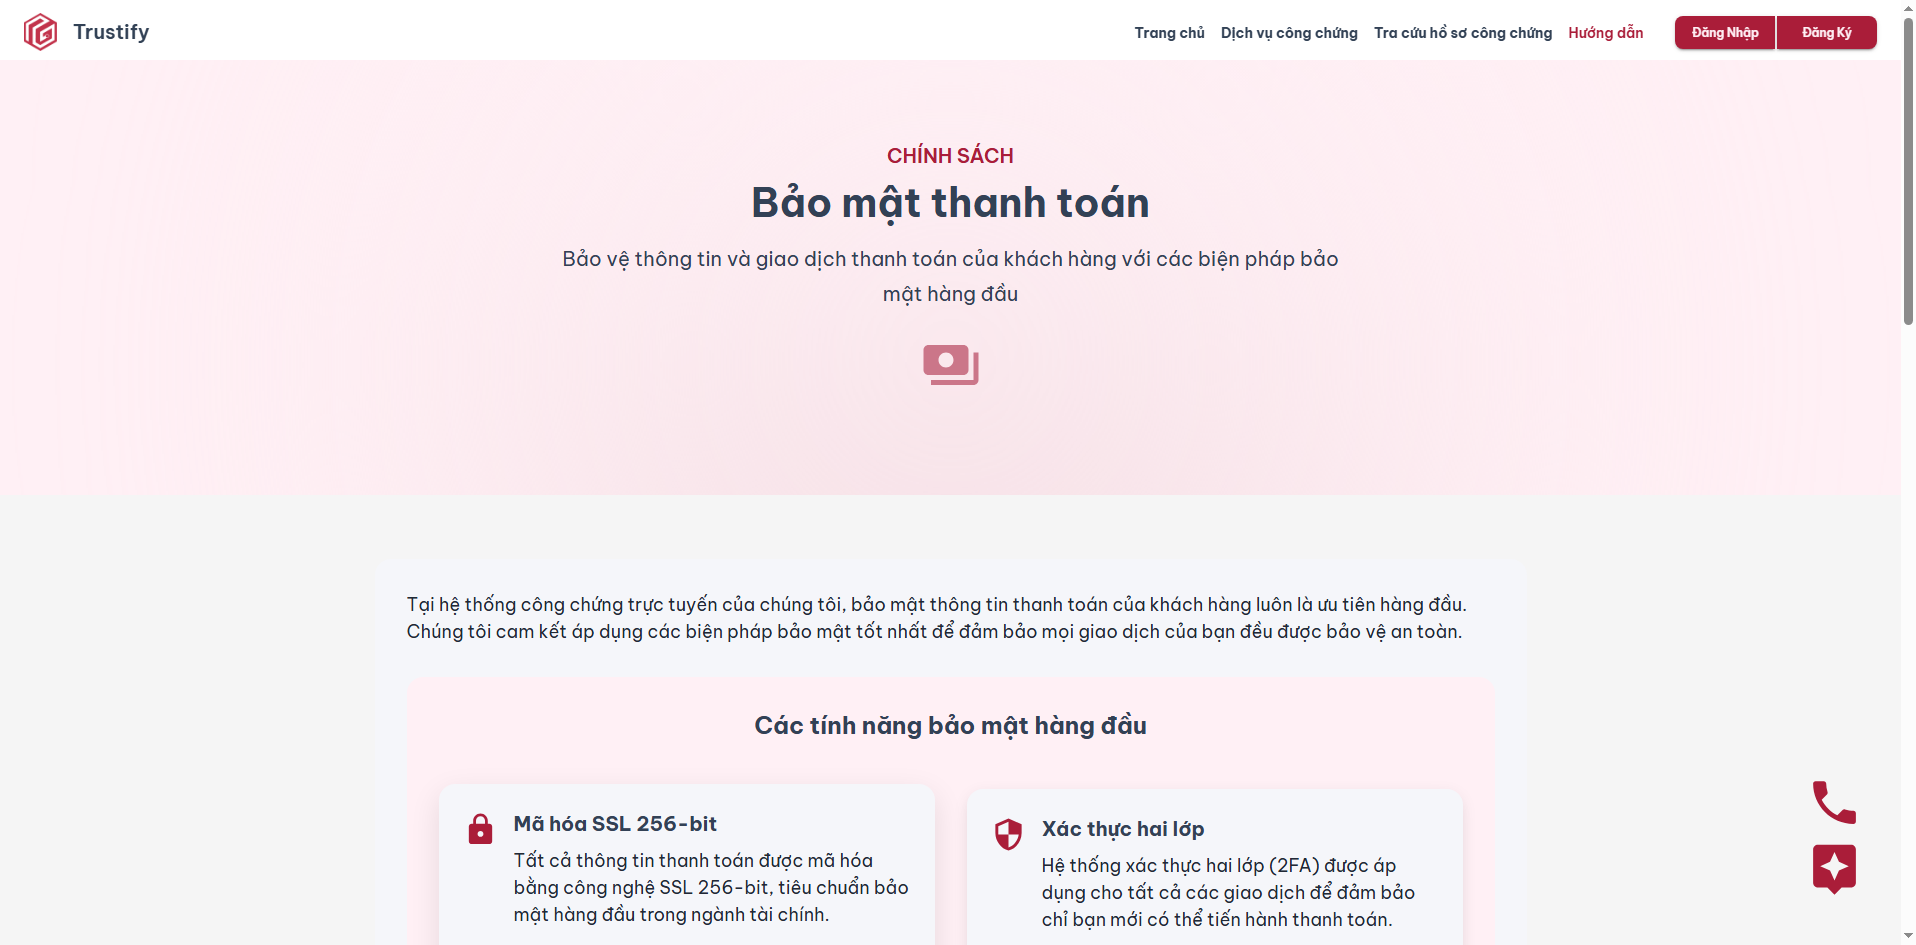 Trustify
Trang chủ
Dịch vụ công chứng
Tra cứu hồ sơ công chứng
Hướng dẫn
Đăng Nhập
Đăng Ký
CHÍNH SÁCH
Bảo mật thanh toán
Bảo vệ thông tin và giao dịch thanh toán của khách hàng với các biện pháp bảo
mật hàng đầu
Tại hệ thống công chứng trực tuyến của chúng tôi, bảo mật thông tin thanh toán của khách hàng luôn là ưu tiên hàng đầu.
Chúng tôi cam kết áp dụng các biện pháp bảo mật tốt nhất để đảm bảo mọi giao dịch của bạn đều được bảo vệ an toàn.
Các tính năng bảo mật hàng đầu
Mã hóa SSL 256-bit
Tất cả thông tin thanh toán được mã hóa
bằng công nghệ SSL 256-bit, tiêu chuẩn bảo
mật hàng đầu trong ngành tài chính.
Xác thực hai lớp
Hệ thống xác thực hai lớp (2FA) được áp
dụng cho tất cả các giao dịch để đảm bảo
chỉ bạn mới có thể tiến hành thanh toán.